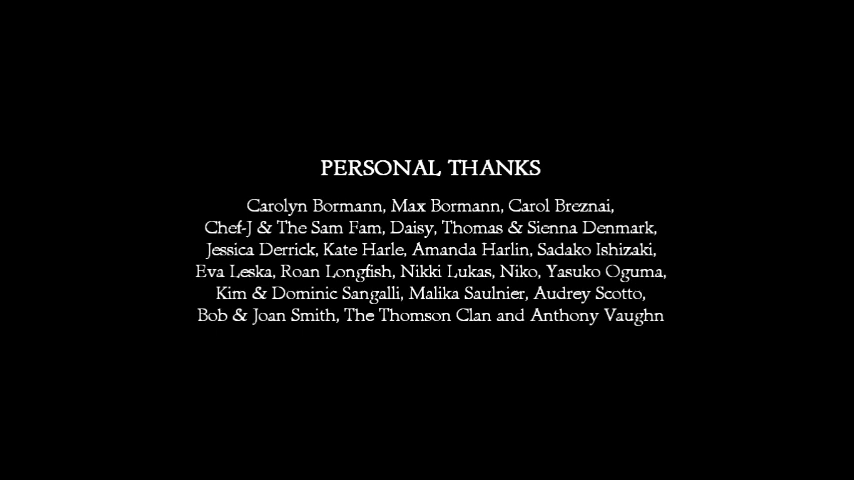 PERSONAL THANKS
Carolyn Bormann, Max Bormann, Carol Breznai,
Chef-J & The Sam Fam, Daisy, Thomas & Sienna Denmark,
Jessica Derrick, Kate Harle, Amanda Harlin, Sadako Ishizaki,
Eva Leska, Roan Longfish, Nikki Lukas, Niko, Yasuko Oguma,
Kim & Dominic Sangalli, Malika Saulnier, Audrey Scotto,
Bob & Joan Smith, The Thomson Clan and Anthony Vaughn